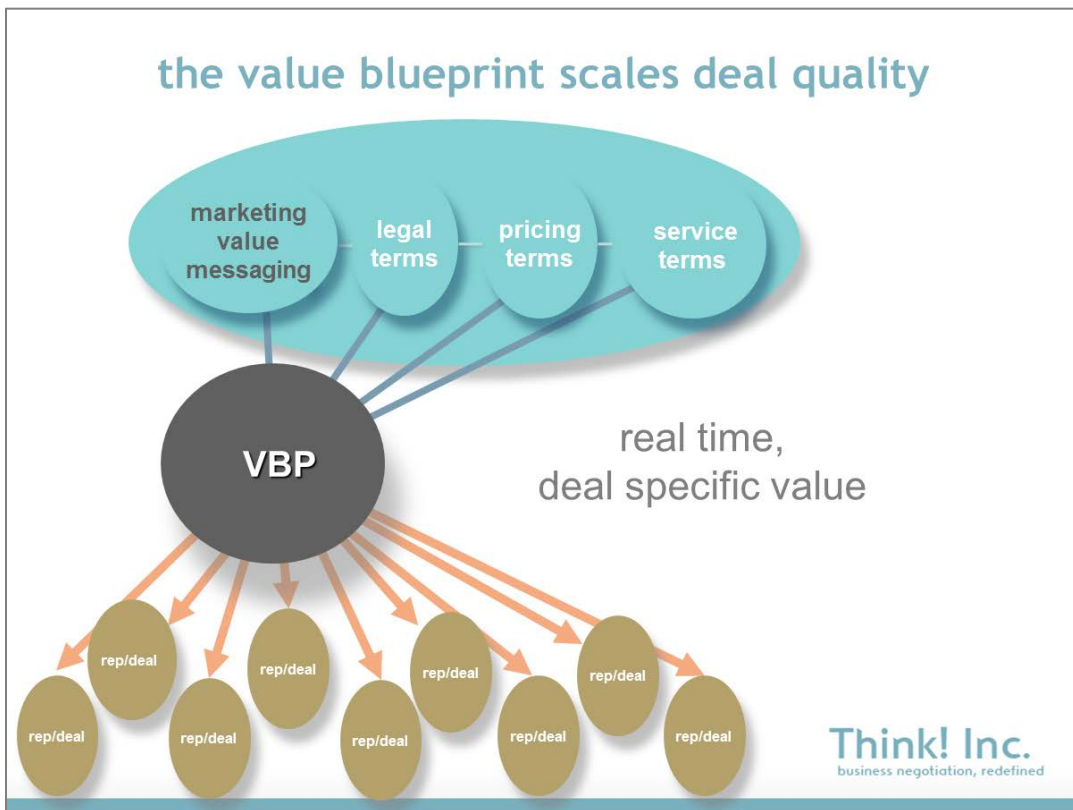 the value blueprint scales deal quality
marketing
value
messaging
legal
terms
pricing
terms
service
terms
VBP
real time,
deal specific value
rep/deal
rep/deal
rep/deal
rep/deal
rep/deal
rep/deal
rep/deal
rep/deal
rep/deal
Think! Inc.
business negotiation, redefined